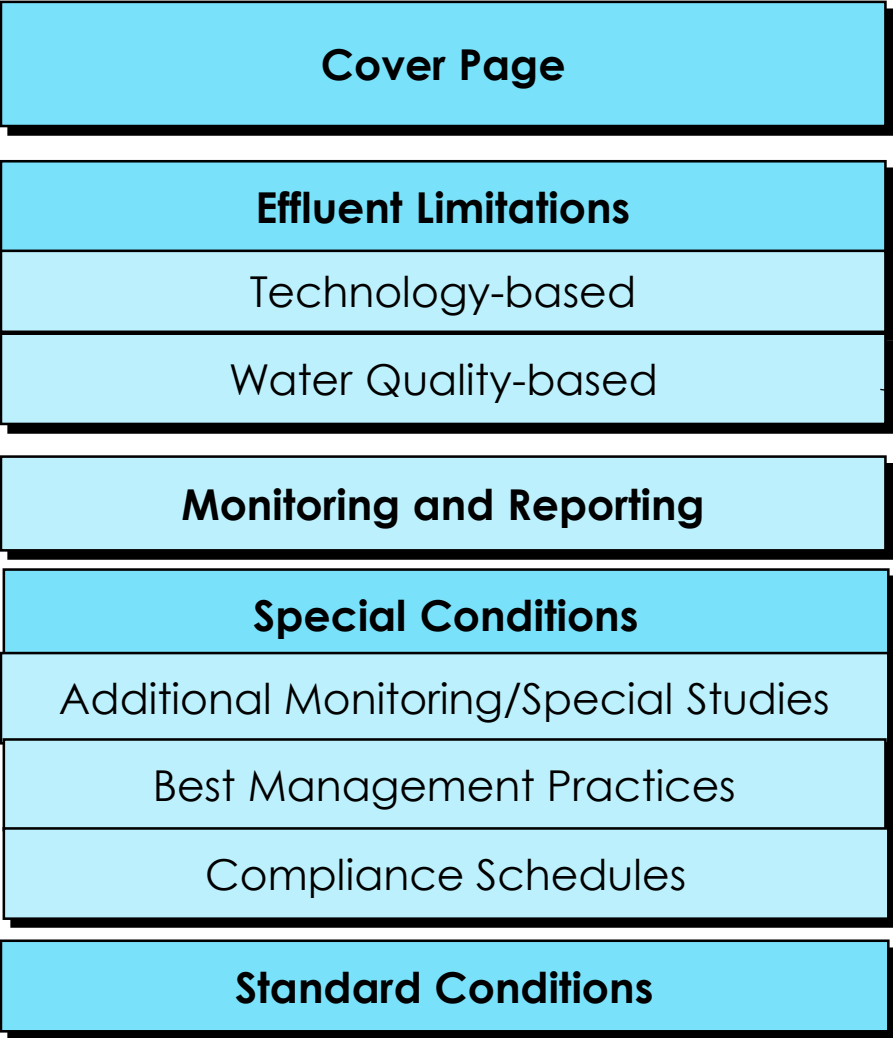 Cover Page
Effluent Limitations
Technology-based
Water Quality-based
Monitoring and Reporting
Special Conditions
Additional Monitoring/Special Studies
Best Management Practices
Compliance Schedules
Standard Conditions